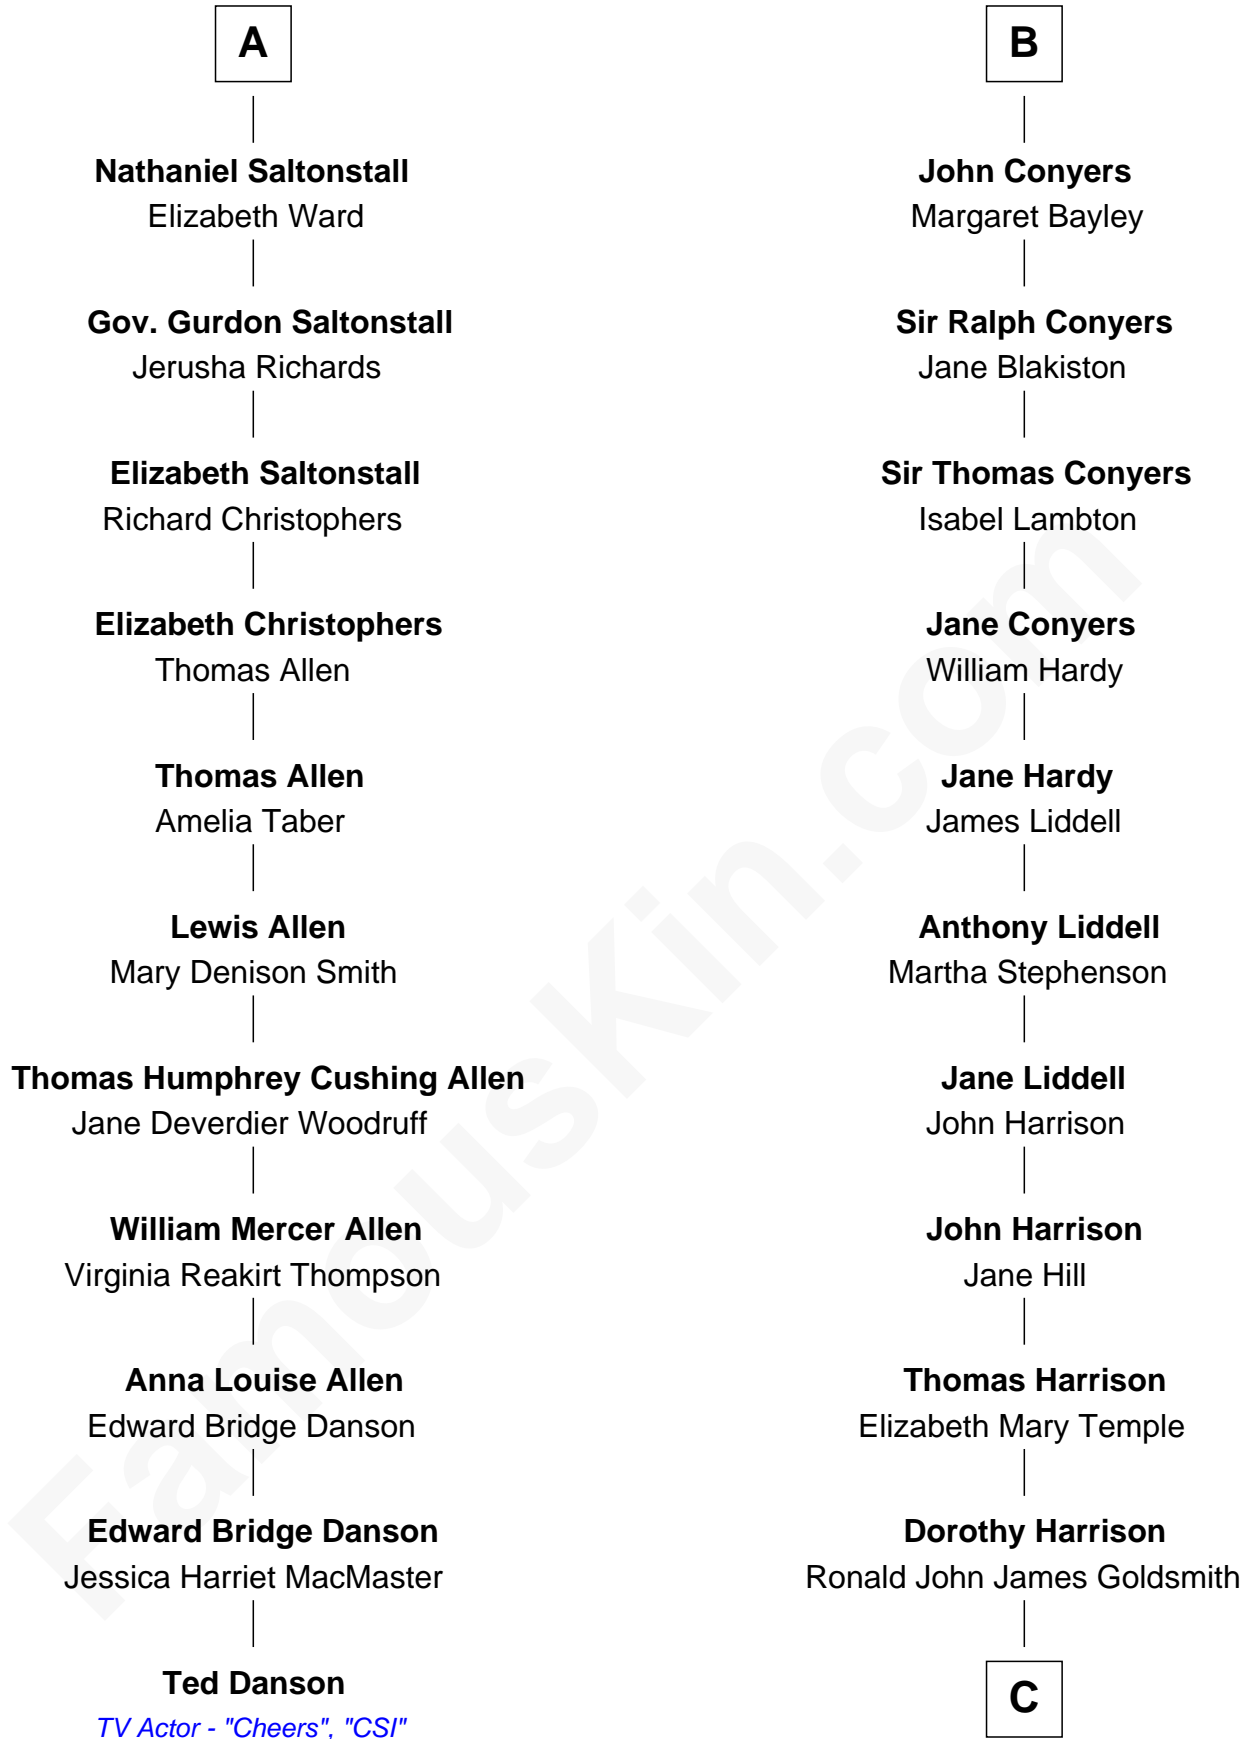 A
Nathaniel Saltonstall
Elizabeth Ward
Gov. Gurdon Saltonstall
Jerusha Richards
Elizabeth Saltonstall
Richard Christophers
Elizabeth Christophers
Thomas Allen
Thomas Allen
Amelia Taber
Lewis Allen
Mary Denison Smith
Thomas Humphrey Cushing Allen
Jane Deverdier Woodruff
William Mercer Allen
Virginia Reakirt Thompson
Anna Louise Allen
Edward Bridge Danson
Edward Bridge Danson
Jessica Harriet MacMaster
Ted Danson
TV Actor - "Cheers", "CSI"
B
John Conyers
Margaret Bayley
Sir Ralph Conyers
Jane Blakiston
Sir Thomas Conyers
Isabel Lambton
Jane Conyers
William Hardy
Jane Hardy
James Liddell
Anthony Liddell
Martha Stephenson
Jane Liddell
John Harrison
John Harrison
Jane Hill
Thomas Harrison
Elizabeth Mary Temple
Dorothy Harrison
Ronald John James Goldsmith
C
FamousKin.com